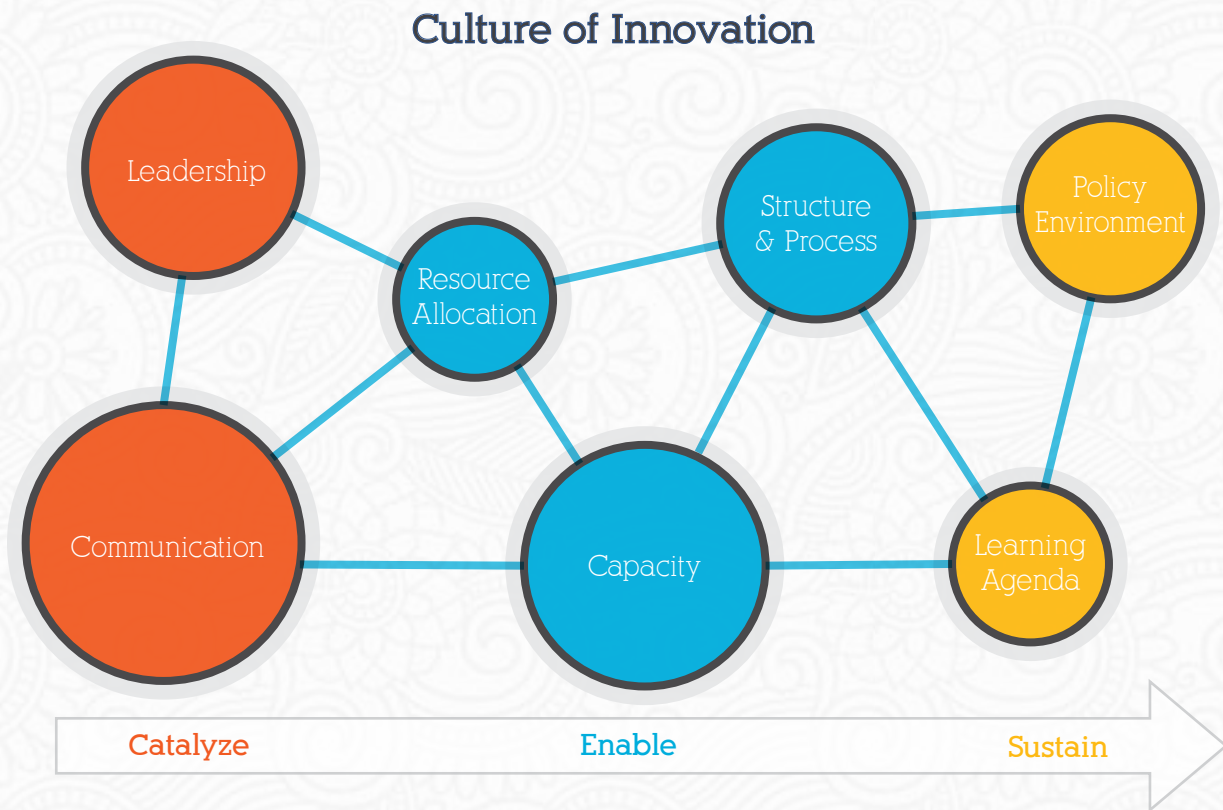 Culture of Innovation
Leadership
Resource
Allocation
Structure
& Process
Policy
Environment
Communication
Capacity
Learning
Agenda
Catalyze
Enable
Sustain